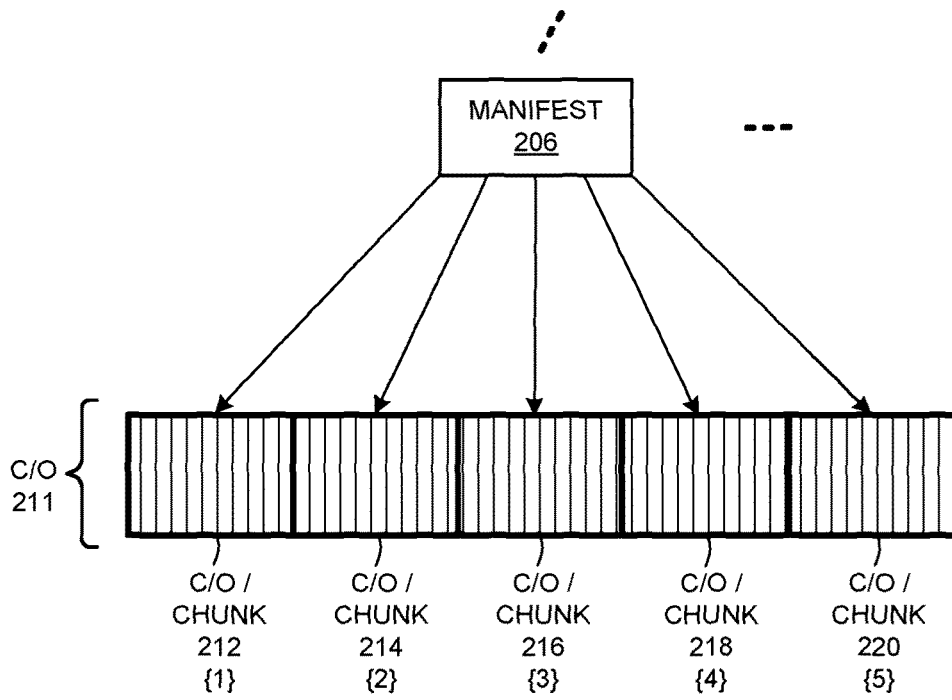 MANIFEST
206
C/O
211
C/O /
CHUNK
212
{1}
C/O /
CHUNK
214
{2}
C/O /
CHUNK
216
{3}
C/O /
CHUNK
218
{4}
C/O /
CHUNK
220
{5}